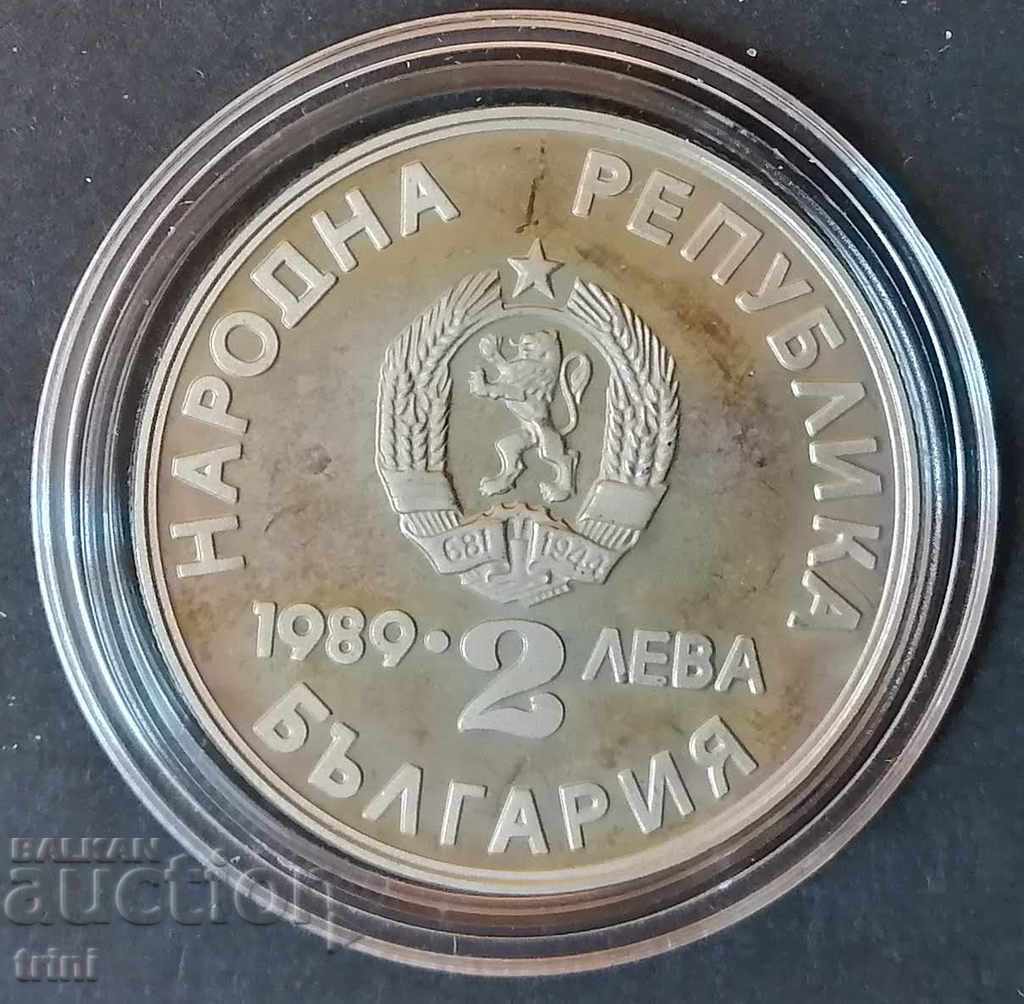 НАРОДНА РЕПУБЛИКА
681 1944
1989 • 2 ЛЕВА
БЪЛГАРИЯ
BALKAN
auction
trini